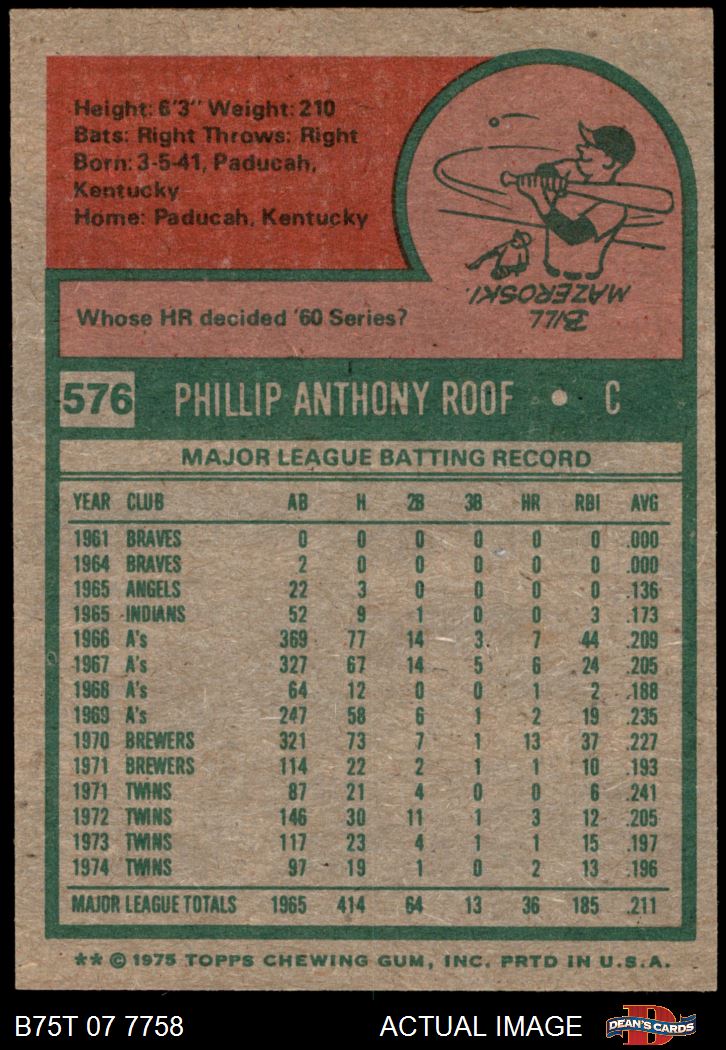 Height: 6'3" Weight: 210
Bats: Right Throws: Right
Born: 3-5-41, Paducah,
Kentucky
Home: Paducah, Kentucky
BILL
MAZEROSKI.
Whose HR decided '60 Series?
576 PHILLIP ANTHONY ROOF • C
MAJOR LEAGUE BATTING RECORD
YEAR CLUB AB H 2B 3B HR RBI AVG
1961 BRAVES 0 0 0 0 0 0 .000
1964 BRAVES 2 0 0 0 0 0 .000
1965 ANGELS 22 3 0 0 0 0 .136
1965 INDIANS 52 9 1 0 0 3 .173
1966 A's 369 77 14 3 7 44 .209
1967 A's 327 67 14 5 6 24 .205
1968 A's 64 12 0 0 1 2 .188
1969 A's 247 58 6 1 2 19 .235
1970 BREWERS 321 73 7 1 13 37 .227
1971 BREWERS 114 22 2 1 1 10 .193
1971 TWINS 87 21 4 0 0 6 .241
1972 TWINS 146 30 11 1 3 12 .205
1973 TWINS 117 23 4 1 1 15 .197
1974 TWINS 97 19 1 0 2 13 .196
MAJOR LEAGUE TOTALS 1965 414 64 13 36 185 .211
** © 1975 TOPPS CHEWING GUM, INC. PRTD IN U.S.A.
B75T 07 7758 ACTUAL IMAGE DEAN'S CARDS